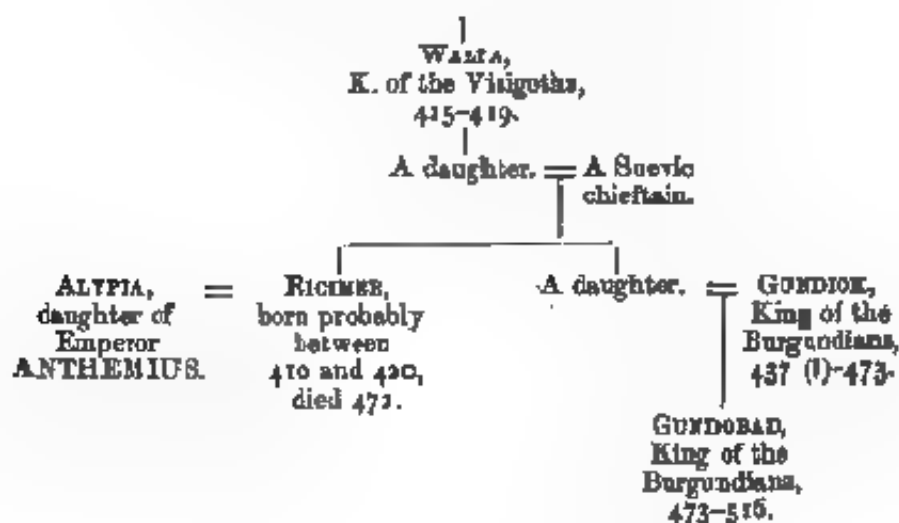 WALIA,
K. of the Visigoths,
415-419.
A daughter. = A Suevic
chieftain.
ALYPIA,
daughter of
Emperor
ANTHEMIUS.
=
RICIMER,
born probably
between
410 and 420,
died 472.
A daughter.
=
GUNDIOK,
King of the
Burgundians,
437 (?)-473.
GUNDOBAD,
King of the
Burgundians,
473-516.